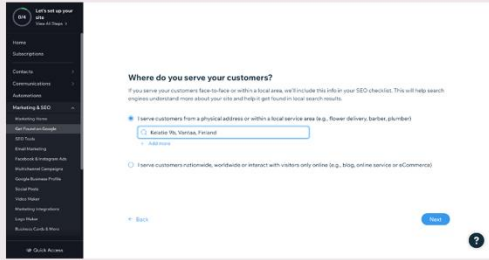 0/4
Let's set up your
site
View All Steps >
Home
Subscriptions
Contacts
Communications
Automations
Marketing & SEO
Marketing Home
Get Found on Google
SEO Tools
Email Marketing
Facebook & Instagram Ads
Multichannel Campaigns
Google Business Profile
Social Posts
Video Maker
Marketing Integrations
Logo Maker
Business Cards & More
Quick Access
Where do you serve your customers?
If you serve your customers face-to-face or within a local area, we'll include this info in your SEO checklist. This will help search
engines understand more about your site and help it get found in local search results.
I serve customers from a physical address or within a local service area (e.g., flower delivery, barber, plumber)
Vantaa, Finland
+ Add more
I serve customers nationwide, worldwide or interact with visitors only online (e.g., blog, online service or eCommerce)
< Back
Next
?